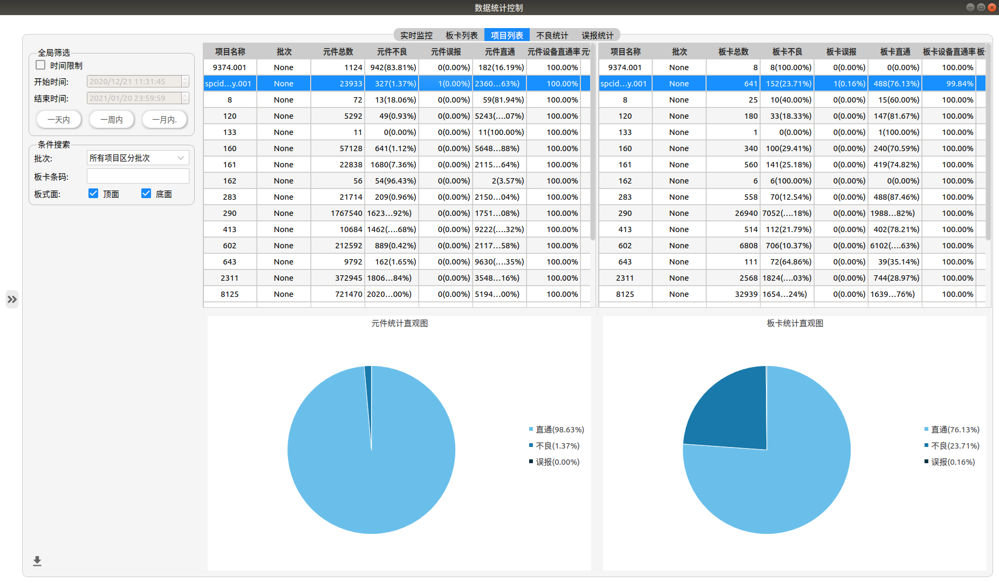 数据统计控制
实时监控 板卡列表 项目列表 不良统计 误报统计
全局筛选
时间限制
开始时间: 2020/12/21 11:31:45
结束时间: 2021/01/20 23:59:59
一天内 一周内 一月内.
条件搜索
批次: 所有项目区分批次
板卡条码:
板式面: 顶面 底面
项目名称 批次 元件总数 元件不良 元件误报 元件直通 元件设备直通率 元
9374.001 None 1124 942(83.81%) 0(0.00%) 182(16.19%) 100.00%
spcid...y.001 None 23933 327(1.37%) 1(0.00%) 2360...63%) 100.00%
8 None 72 13(18.06%) 0(0.00%) 59(81.94%) 100.00%
120 None 5292 49(0.93%) 0(0.00%) 5243(....07%) 100.00%
133 None 11 0(0.00%) 0(0.00%) 11(100.00%) 100.00%
160 None 57128 641(1.12%) 0(0.00%) 5648...88%) 100.00%
161 None 22838 1680(7.36%) 0(0.00%) 2115...64%) 100.00%
162 None 56 54(96.43%) 0(0.00%) 2(3.57%) 100.00%
283 None 21714 209(0.96%) 0(0.00%) 2150...04%) 100.00%
290 None 1767540 1623...92%) 0(0.00%) 1751...08%) 100.00%
413 None 10684 1462(....68%) 0(0.00%) 9222(....32%) 100.00%
602 None 212592 889(0.42%) 0(0.00%) 2117...58%) 100.00%
643 None 9792 162(1.65%) 0(0.00%) 9630(....35%) 100.00%
2311 None 372945 1806...84%) 0(0.00%) 3548...16%) 100.00%
8125 None 721470 2020...00%) 0(0.00%) 5194...00%) 100.00%
项目名称 批次 板卡总数 板卡不良 板卡误报 板卡直通 板卡设备直通率 板
9374.001 None 8 8(100.00%) 0(0.00%) 0(0.00%) 100.00%
spcid...y.001 None 641 152(23.71%) 1(0.16%) 488(76.13%) 99.84%
8 None 25 10(40.00%) 0(0.00%) 15(60.00%) 100.00%
120 None 180 33(18.33%) 0(0.00%) 147(81.67%) 100.00%
133 None 1 0(0.00%) 0(0.00%) 1(100.00%) 100.00%
160 None 340 100(29.41%) 0(0.00%) 240(70.59%) 100.00%
161 None 560 141(25.18%) 0(0.00%) 419(74.82%) 100.00%
162 None 6 6(100.00%) 0(0.00%) 0(0.00%) 100.00%
283 None 558 70(12.54%) 0(0.00%) 488(87.46%) 100.00%
290 None 26940 7052(....18%) 0(0.00%) 1988...82%) 100.00%
413 None 514 112(21.79%) 0(0.00%) 402(78.21%) 100.00%
602 None 6808 706(10.37%) 0(0.00%) 6102(....63%) 100.00%
643 None 111 72(64.86%) 0(0.00%) 39(35.14%) 100.00%
2311 None 2568 1824(....03%) 0(0.00%) 744(28.97%) 100.00%
8125 None 32939 1654...24%) 0(0.00%) 1639...76%) 100.00%
元件统计直观图
直通(98.63%)
不良(1.37%)
误报(0.00%)
板卡统计直观图
直通(76.13%)
不良(23.71%)
误报(0.16%)